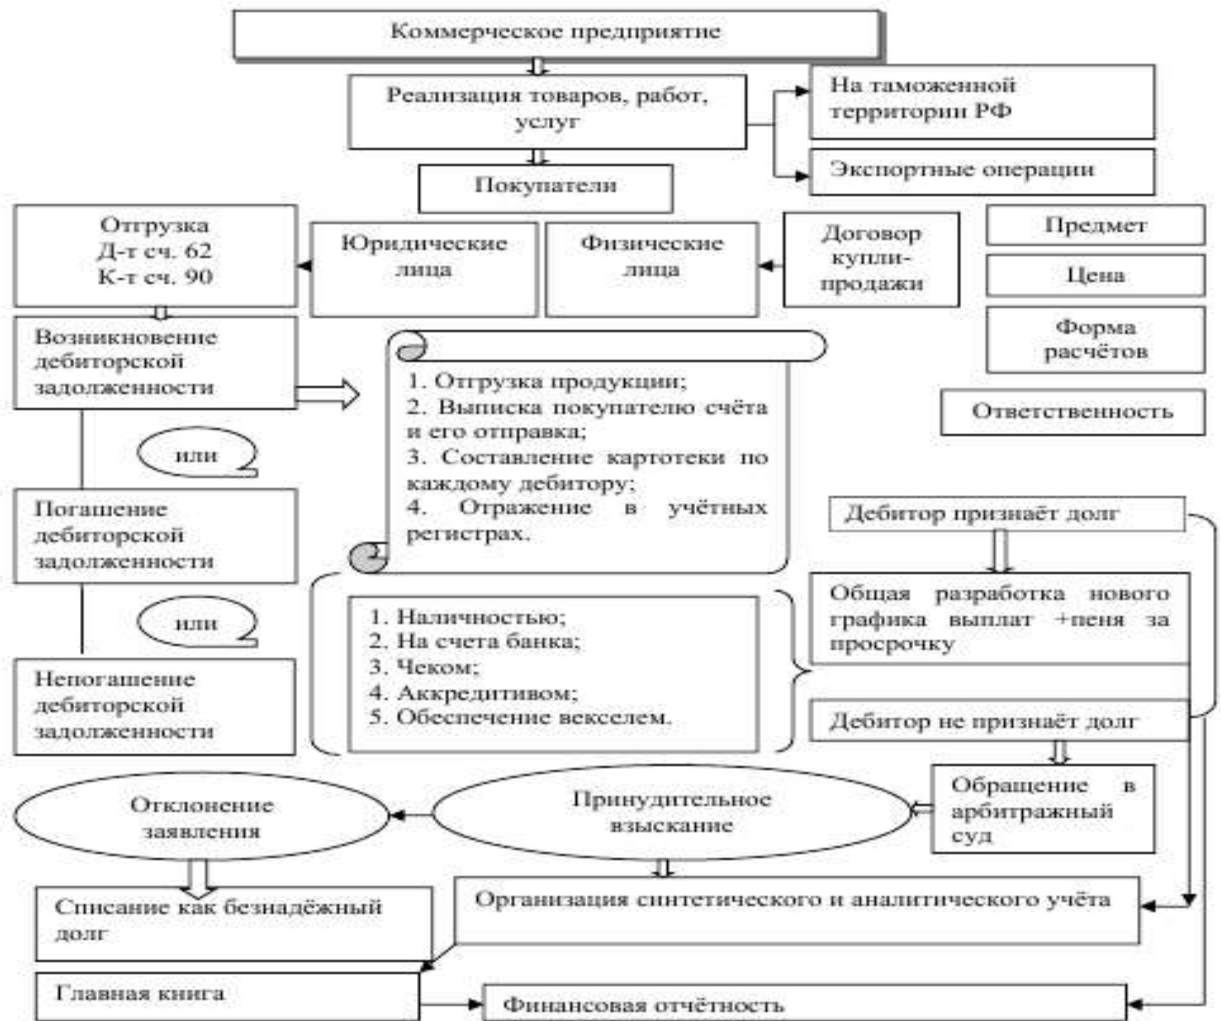 Коммерческое предприятие
Реализация товаров, работ,
услуг
На таможенной
территории РФ
Экспортные операции
Покупатели
Отгрузка
Д-т сч. 62
К-т сч. 90
Юридические
лица
Физические
лица
Договор
купли-
продажи
Предмет
Цена
Форма
расчётов
Ответственность
Возникновение
дебиторской
задолженности
или
Погашение
дебиторской
задолженности
или
Непогашение
дебиторской
задолженности
1. Отгрузка продукции;
2. Выписка покупателю счёта
и его отправка;
3. Составление картотеки по
каждому дебитору;
4. Отражение в учётных
регистрах.
1. Наличностью;
2. На счета банка;
3. Чеком;
4. Аккредитивом;
5. Обеспечение векселем.
Дебитор признаёт долг
Общая разработка нового
графика выплат +пеня за
просрочку
Дебитор не признаёт долг
Обращение в
арбитражный
суд
Принудительное
взыскание
Отклонение
заявления
Списание как безнадёжный
долг
Организация синтетического и аналитического учёта
Главная книга
Финансовая отчётность